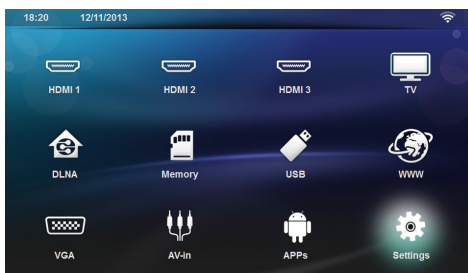 18:20 12/11/2013
HDMI 1 HDMI 2 HDMI 3 TV
DLNA Memory USB WWW
VGA AV-in APPs Settings